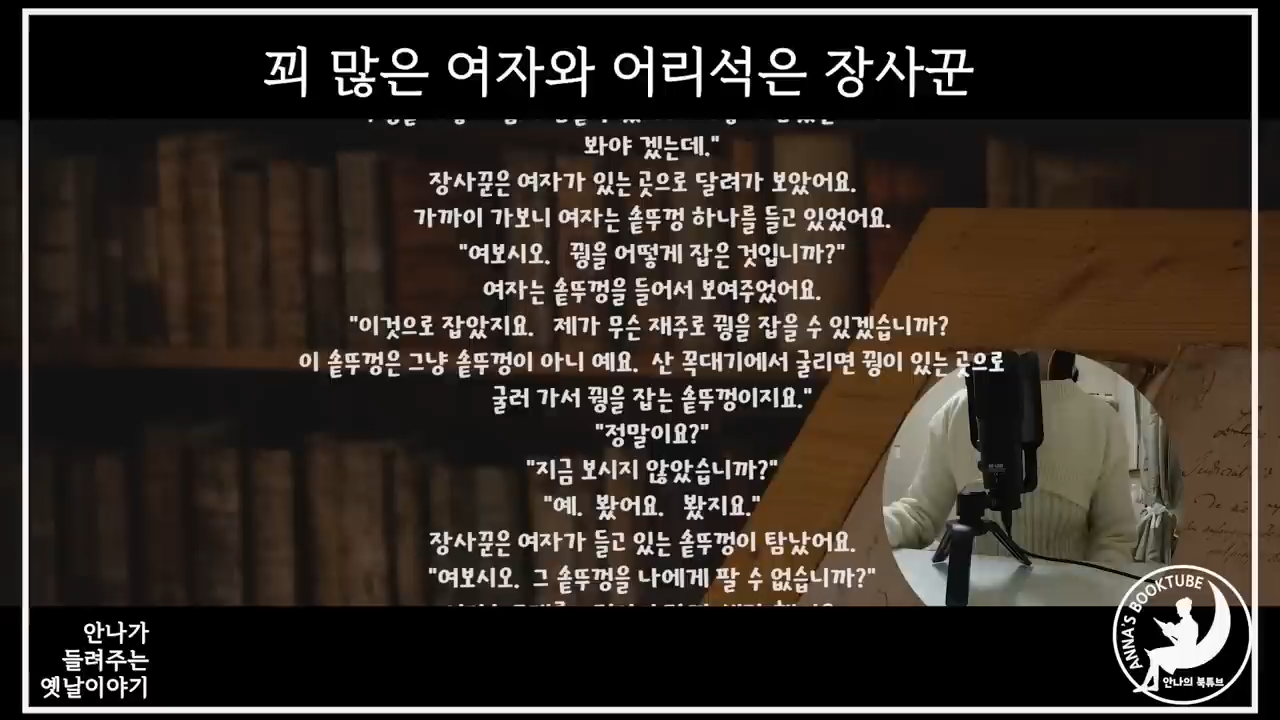 꾀 많은 여자와 어리석은 장사꾼
봐야 겠는데."
장사꾼은 여자가 있는 곳으로 달려가 보았어요.
가까이 가보니 여자는 솥뚜껑 하나를 들고 있었어요.
"여보시오. 꿩을 어떻게 잡은 것입니까?"
여자는 솥뚜껑을 들어서 보여주었어요.
"이것으로 잡았지요. 제가 무슨 재주로 꿩을 잡을 수 있겠습니까?
이 솥뚜껑은 그냥 솥뚜껑이 아니 예요. 산 꼭대기에서 굴리면 꿩이 있는 곳으로
굴러 가서 꿩을 잡는 솥뚜껑이지요."
"정말이요?"
"지금 보시지 않았습니까?"
"예. 봤어요. 봤지요."
장사꾼은 여자가 들고 있는 솥뚜껑이 탐났어요.
"여보시오. 그 솥뚜껑을 나에게 팔 수 없습니까?"
안나가
들려주는
옛날이야기
ANNA'S BOOKTUBE
안나의 북튜브